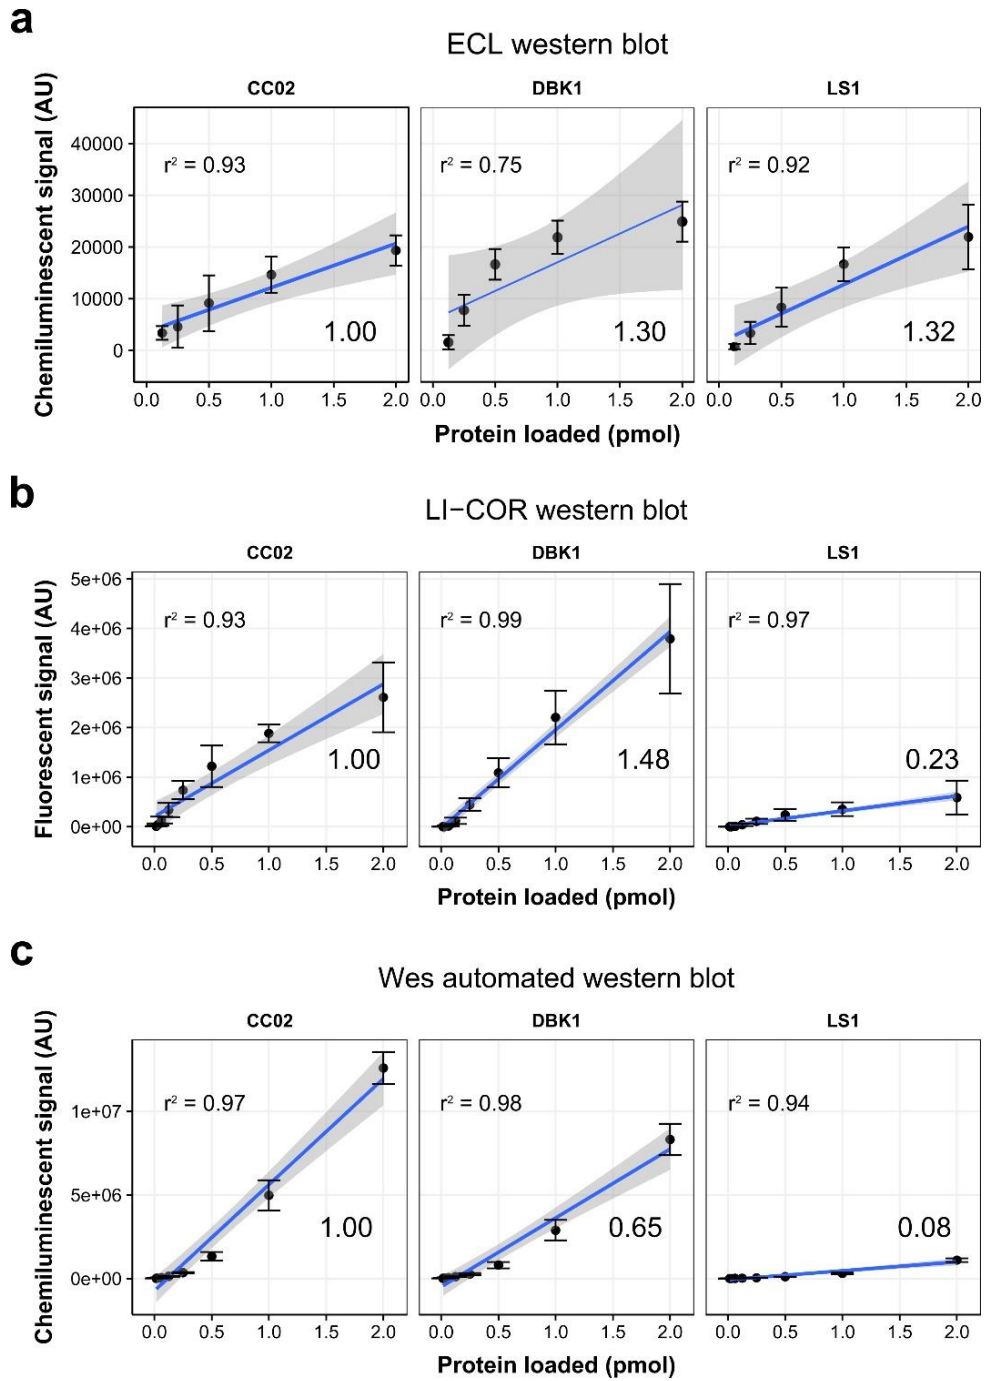 a
ECL western blot
CC02 DBK1 LS1
Chemiluminescent signal (AU)
40000
30000
20000
10000
0
r² = 0.93 r² = 0.75 r² = 0.92
1.00 1.30 1.32
0.0 0.5 1.0 1.5 2.0 0.0 0.5 1.0 1.5 2.0 0.0 0.5 1.0 1.5 2.0
Protein loaded (pmol)
b
LI−COR western blot
CC02 DBK1 LS1
Fluorescent signal (AU)
5e+06
4e+06
3e+06
2e+06
1e+06
0e+00
r² = 0.93 r² = 0.99 r² = 0.97
1.00 1.48 0.23
0.0 0.5 1.0 1.5 2.0 0.0 0.5 1.0 1.5 2.0 0.0 0.5 1.0 1.5 2.0
Protein loaded (pmol)
c
Wes automated western blot
CC02 DBK1 LS1
Chemiluminescent signal (AU)
1e+07
5e+06
0e+00
r² = 0.97 r² = 0.98 r² = 0.94
1.00 0.65 0.08
0.0 0.5 1.0 1.5 2.0 0.0 0.5 1.0 1.5 2.0 0.0 0.5 1.0 1.5 2.0
Protein loaded (pmol)